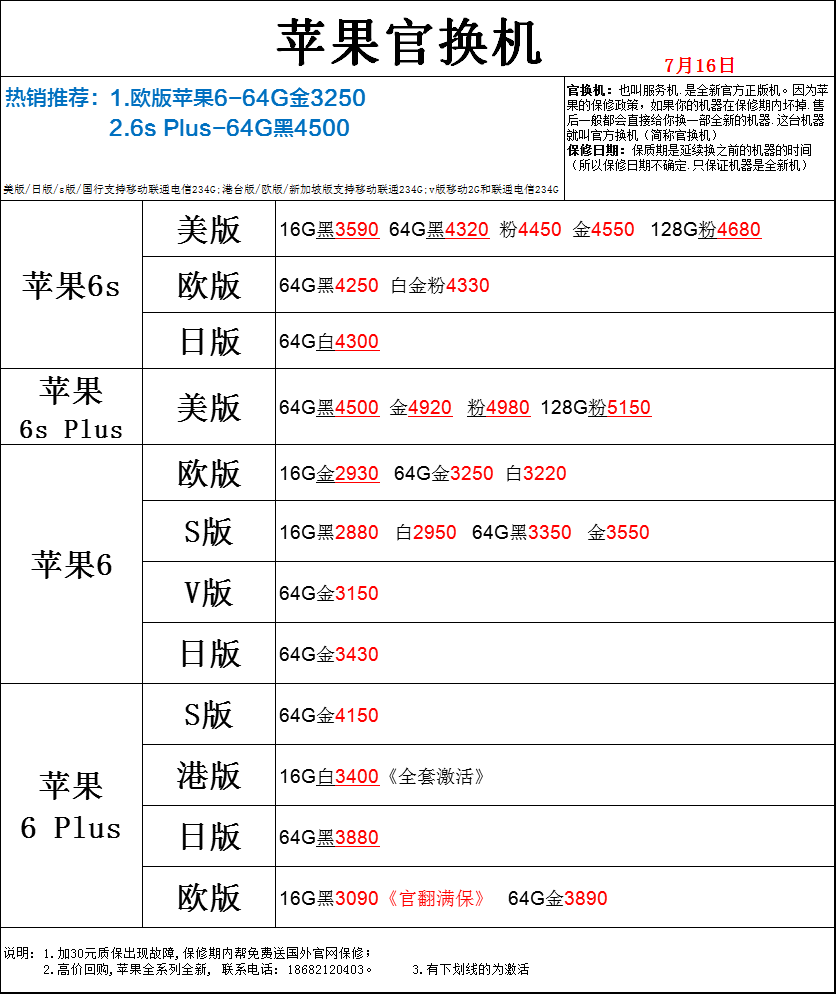 苹果官换机
7月16日
热销推荐：1.欧版苹果6-64G金3250
2.6s Plus-64G黑4500
美版/日版/s版/国行支持移动联通电信234G;港台版/欧版/新加坡版支持移动联通234G;v版移动2G和联通电信234G
官换机：也叫服务机.是全新官方正版机。因为苹
果的保修政策，如果你的机器在保修期内坏掉.售
后一般都会直接给你换一部全新的机器.这台机器
就叫官方换机（简称官换机）
保修日期：保质期是延续换之前的机器的时间
（所以保修日期不确定.只保证机器是全新机）
苹果6s
美版
16G黑3590 64G黑4320 粉4450 金4550 128G粉4680
欧版
64G黑4250 白金粉4330
日版
64G白4300
苹果
6s Plus
美版
64G黑4500 金4920 粉4980 128G粉5150
苹果6
欧版
16G金2930 64G金3250 白3220
S版
16G黑2880 白2950 64G黑3350 金3550
V版
64G金3150
日版
64G金3430
苹果
6 Plus
S版
64G金4150
港版
16G白3400《全套激活》
日版
64G黑3880
欧版
16G黑3090《官翻满保》 64G金3890
说明：1.加30元质保出现故障,保修期内帮免费送国外官网保修；
2.高价回购,苹果全系列全新, 联系电话：18682120403。 3.有下划线的为激活